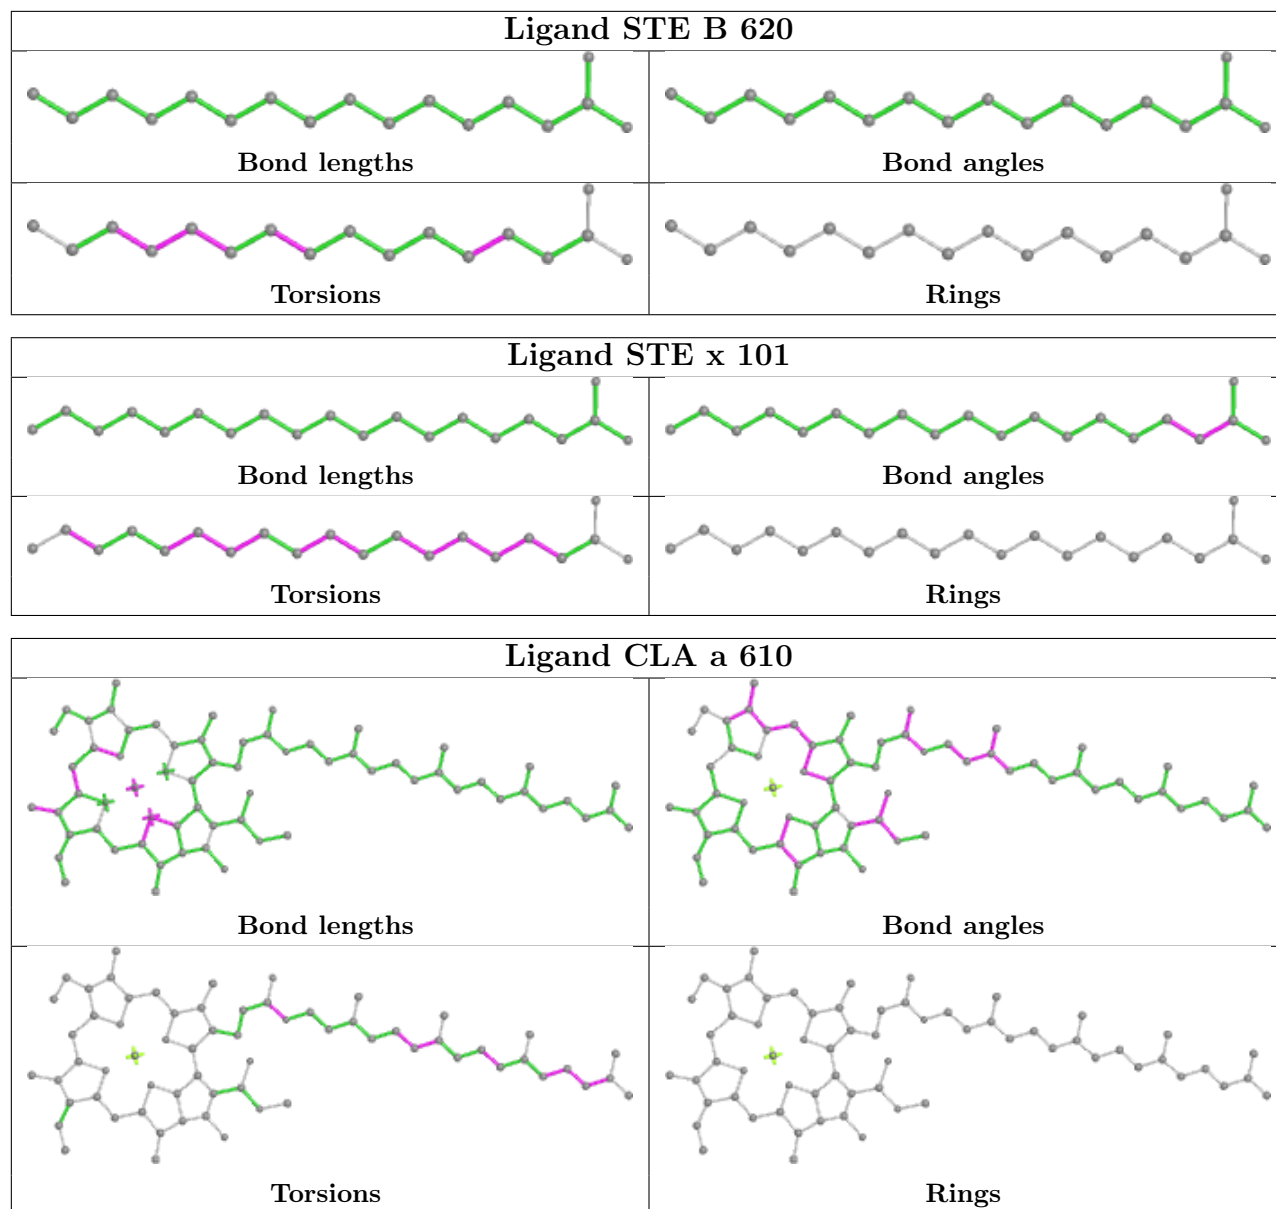 Ligand STE B 620
Bond lengths
Bond angles
Torsions
Rings
Ligand STE x 101
Bond lengths
Bond angles
Torsions
Rings
Ligand CLA a 610
Bond lengths
Bond angles
Torsions
Rings